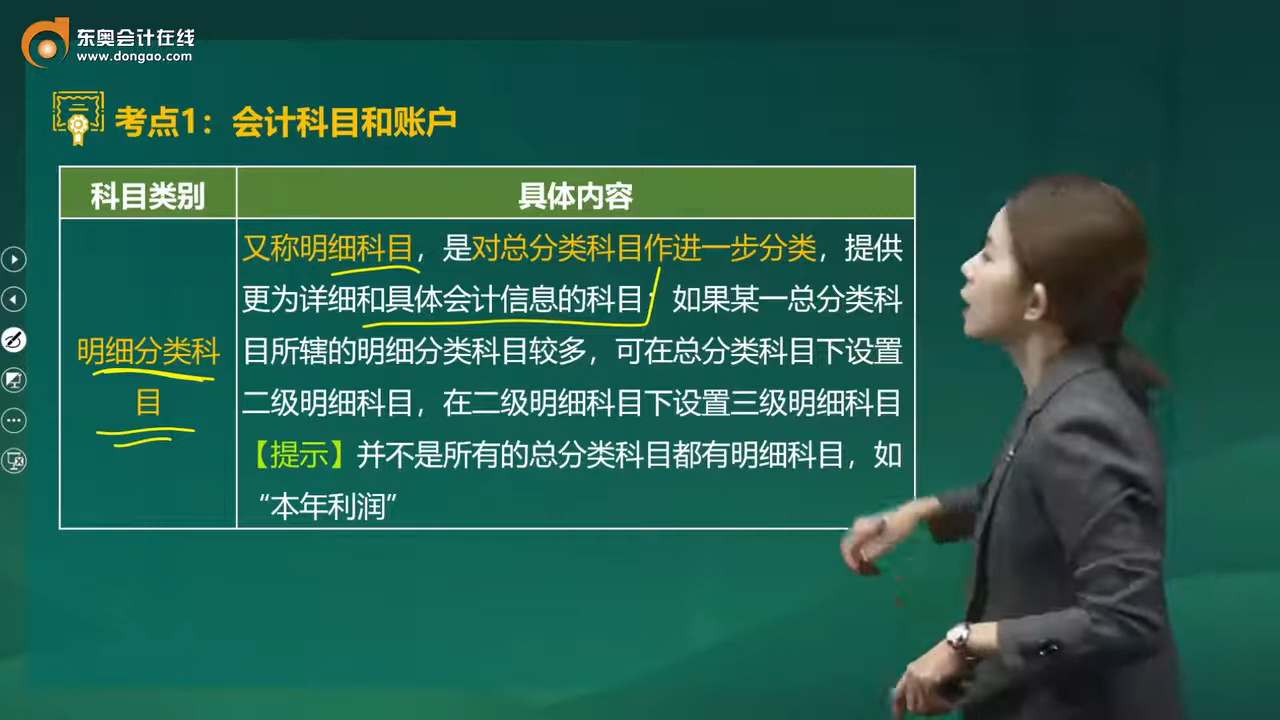 东奥会计在线
www.dongao.com
考点1：会计科目和账户
科目类别
具体内容
明细分类科
目
又称明细科目，是对总分类科目作进一步分类，提供
更为详细和具体会计信息的科目；如果某一总分类科
目所辖的明细分类科目较多，可在总分类科目下设置
二级明细科目，在二级明细科目下设置三级明细科目
【提示】并不是所有的总分类科目都有明细科目，如
“本年利润”